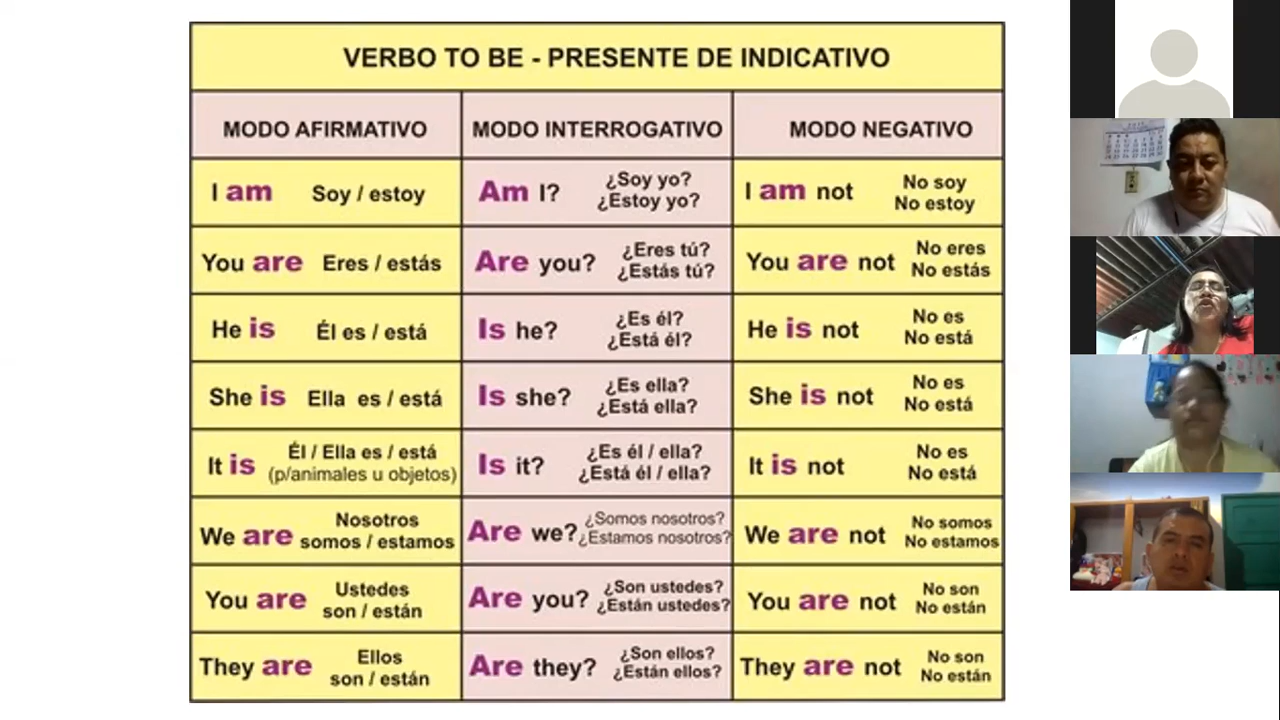 VERBO TO BE - PRESENTE DE INDICATIVO
MODO AFIRMATIVO
MODO INTERROGATIVO
MODO NEGATIVO
I am
Soy / estoy
Am I?
¿Soy yo?
¿Estoy yo?
I am not
No soy
No estoy
You are
Eres / estás
Are you?
¿Eres tú?
¿Estás tú?
You are not
No eres
No estás
He is
Él es / está
Is he?
¿Es él?
¿Está él?
He is not
No es
No está
She is
Ella es / está
Is she?
¿Es ella?
¿Está ella?
She is not
No es
No está
It is
Él / Ella es / está
(p/animales u objetos)
Is it?
¿Es él / ella?
¿Está él / ella?
It is not
No es
No está
We are
Nosotros
somos / estamos
Are we?
¿Somos nosotros?
¿Estamos nosotros?
We are not
No somos
No estamos
You are
Ustedes
son / están
Are you?
¿Son ustedes?
¿Están ustedes?
You are not
No son
No están
They are
Ellos
son / están
Are they?
¿Son ellos?
¿Están ellos?
They are not
No son
No están